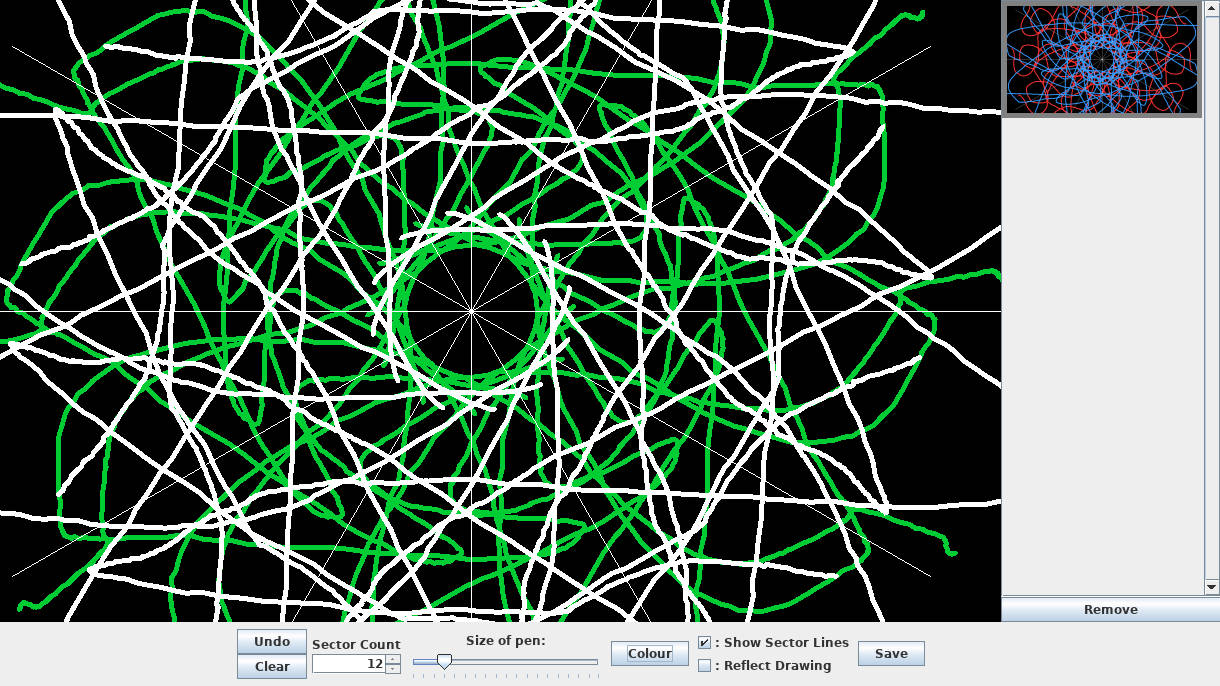 Remove
Undo
Clear
Sector Count
12
Size of pen:
Colour
: Show Sector Lines
: Reflect Drawing
Save